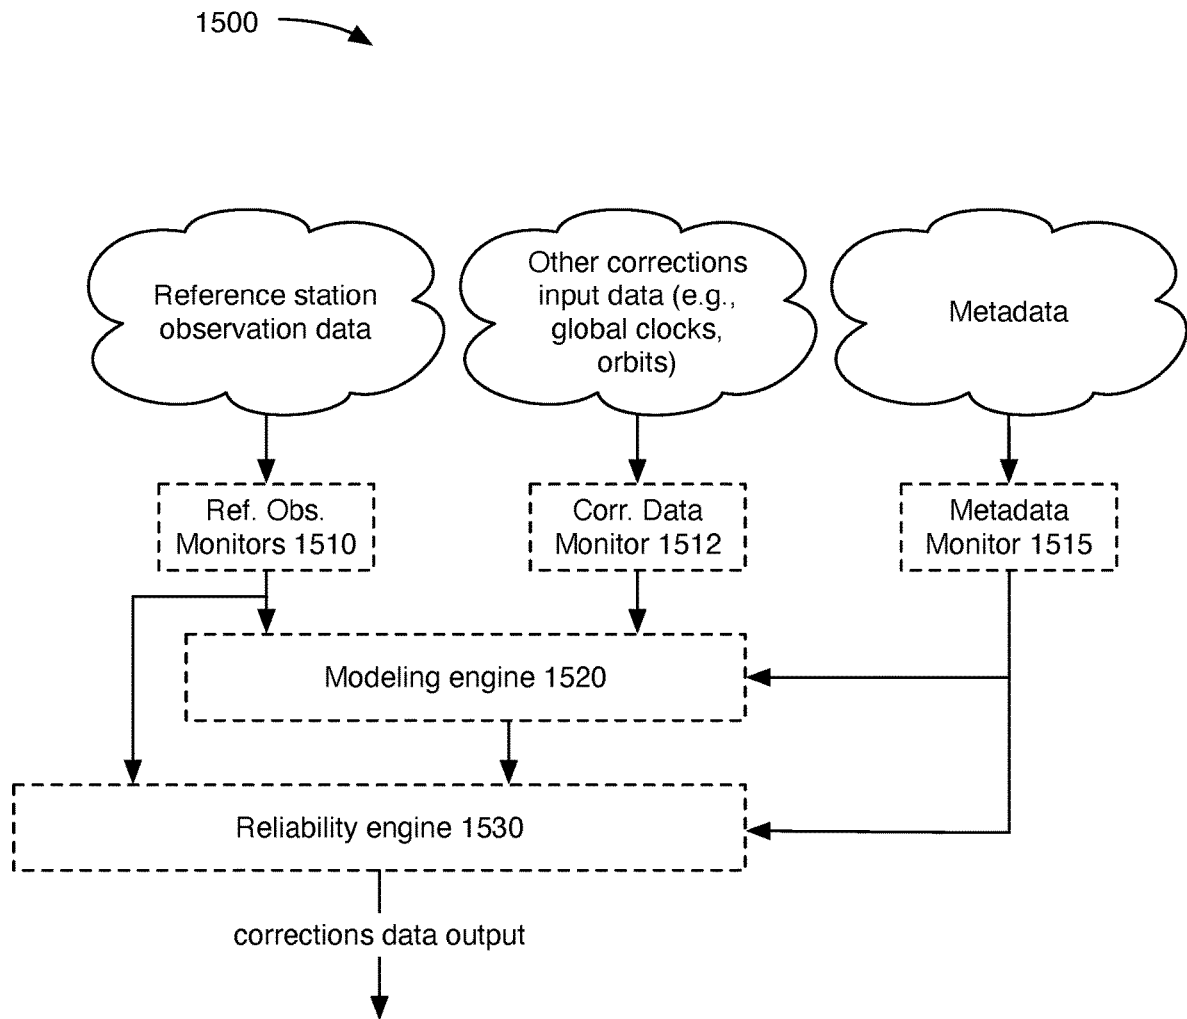 1500
Reference station
observation data
Other corrections
input data (e.g.,
global clocks,
orbits)
Metadata
Ref. Obs.
Monitors 1510
Corr. Data
Monitor 1512
Metadata
Monitor 1515
Modeling engine 1520
Reliability engine 1530
corrections data output